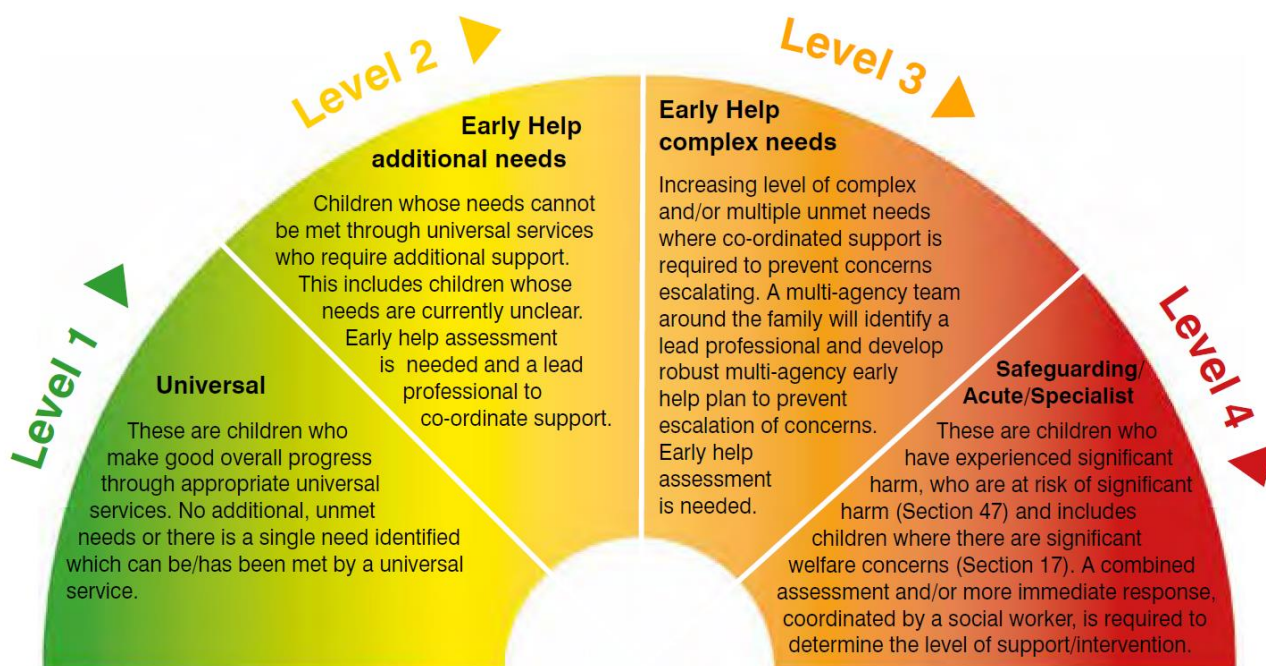 Level 1
Universal
These are children who
make good overall progress
through appropriate universal
services. No additional, unmet
needs or there is a single need identified
which can be/has been met by a universal
service.
Level 2
Early Help
additional needs
Children whose needs cannot
be met through universal services
who require additional support.
This includes children whose
needs are currently unclear.
Early help assessment
is needed and a lead
professional to
co-ordinate support.
Level 3
Early Help
complex needs
Increasing level of complex
and/or multiple unmet needs
where co-ordinated support is
required to prevent concerns
escalating. A multi-agency team
around the family will identify a
lead professional and develop
robust multi-agency early
help plan to prevent
escalation of concerns.
Early help
assessment
is needed.
Level 4
Safeguarding/
Acute/Specialist
These are children who
have experienced significant
harm, who are at risk of significant
harm (Section 47) and includes
children where there are significant
welfare concerns (Section 17). A combined
assessment and/or more immediate response,
coordinated by a social worker, is required to
determine the level of support/intervention.